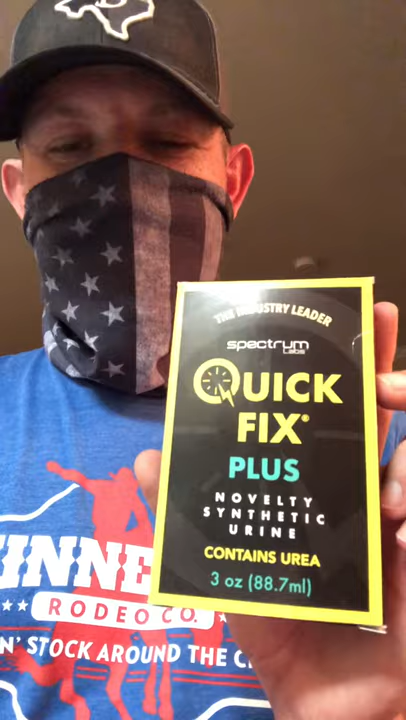 THE INDUSTRY LEADER
spectrum
Labs
QUICK
FIX®
PLUS
NOVELTY
SYNTHETIC
URINE
CONTAINS UREA
3 oz (88.7ml)
INNE
RODEO CO.
N' STOCK AROUND THE C